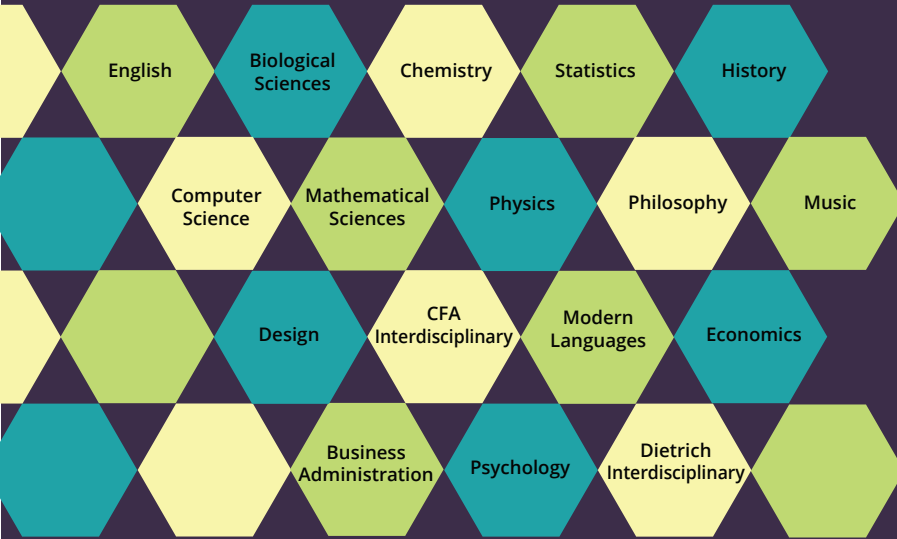 English
Biological
Sciences
Chemistry
Statistics
History
Computer
Science
Mathematical
Sciences
Physics
Philosophy
Music
Design
CFA
Interdisciplinary
Modern
Languages
Economics
Business
Administration
Psychology
Dietrich
Interdisciplinary